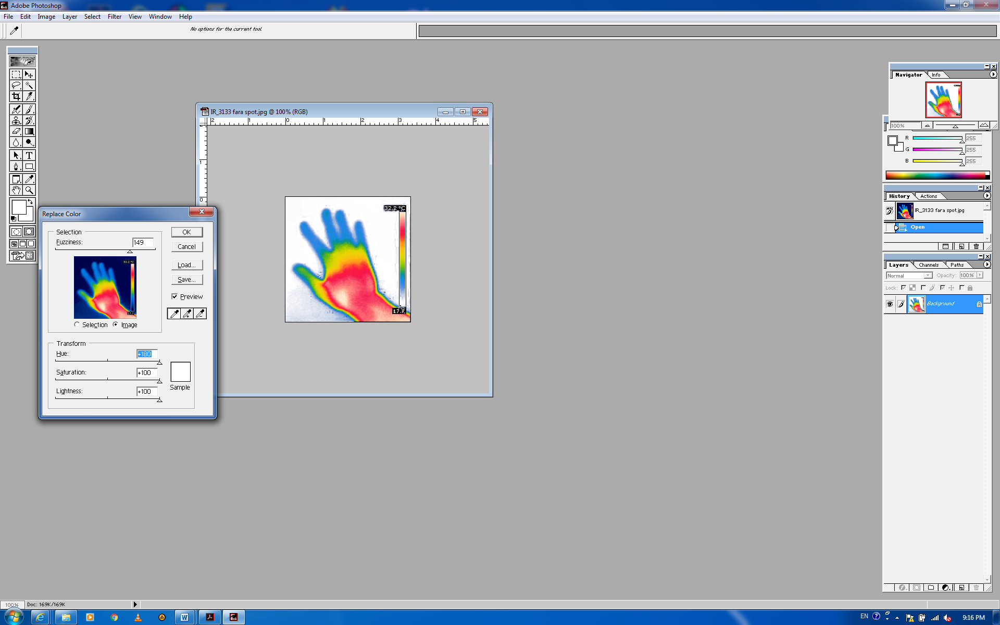 Adobe Photoshop
File Edit Image Layer Select Filter View Window Help
No options for the current tool.
IR_3133 fara spot.jpg @ 100% (RGB)
2 1 0 1 2 3 4 5
1
0
32.2 °C
17.7
Replace Color
Selection
Fuzziness: 149
OK
Cancel
Load...
Save...
Preview
32.2 °C
17.7
Selection Image
Transform
Hue: +180
Saturation: +100
Lightness: +100
Sample
Navigator Info
100%
R 255
G 255
B 255
History Actions
IR_3133 fara spot.jpg
Open
Layers Channels Paths
Normal Opacity: 100%
Lock:
Background
100% Doc: 169K/169K
EN 9:16 PM